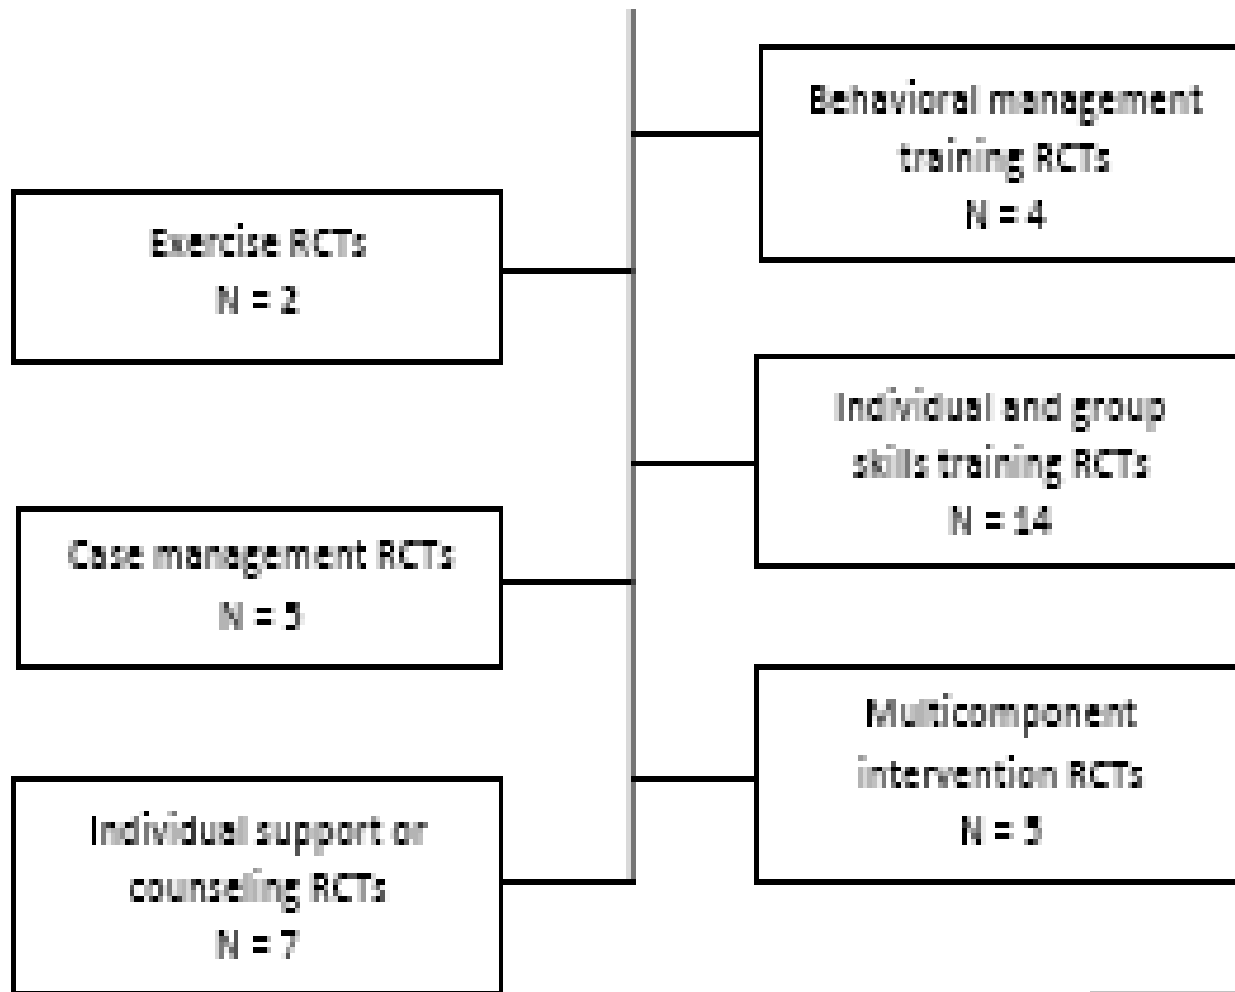 Behavioral management
training RCTs
N = 4
Exercise RCTs
N = 2
Individual and group
skills training RCTs
N = 14
Case management RCTs
N = 5
Multicomponent
intervention RCTs
N = 5
Individual support or
counseling RCTs
N = 7